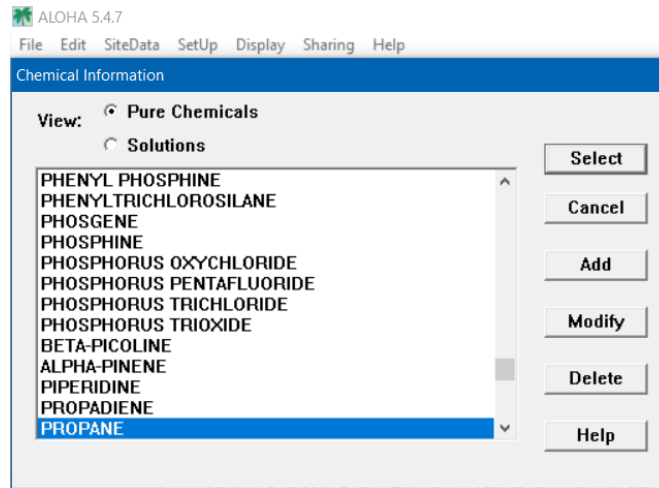 ALOHA 5.4.7
File Edit SiteData SetUp Display Sharing Help
Chemical Information
View:
Pure Chemicals
Solutions
PHENYL PHOSPHINE
PHENYLTRICHLOROSILANE
PHOSGENE
PHOSPHINE
PHOSPHORUS OXYCHLORIDE
PHOSPHORUS PENTAFLUORIDE
PHOSPHORUS TRICHLORIDE
PHOSPHORUS TRIOXIDE
BETA-PICOLINE
ALPHA-PINENE
PIPERIDINE
PROPADIENE
PROPANE
Select
Cancel
Add
Modify
Delete
Help